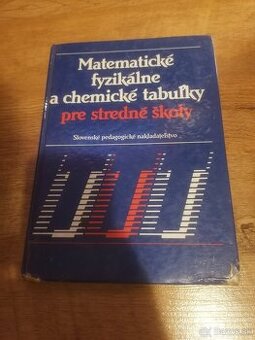 Matematické
fyzikálne
a chemické tabuľky
pre stredné školy
Slovenské pedagogické nakladateľstvo